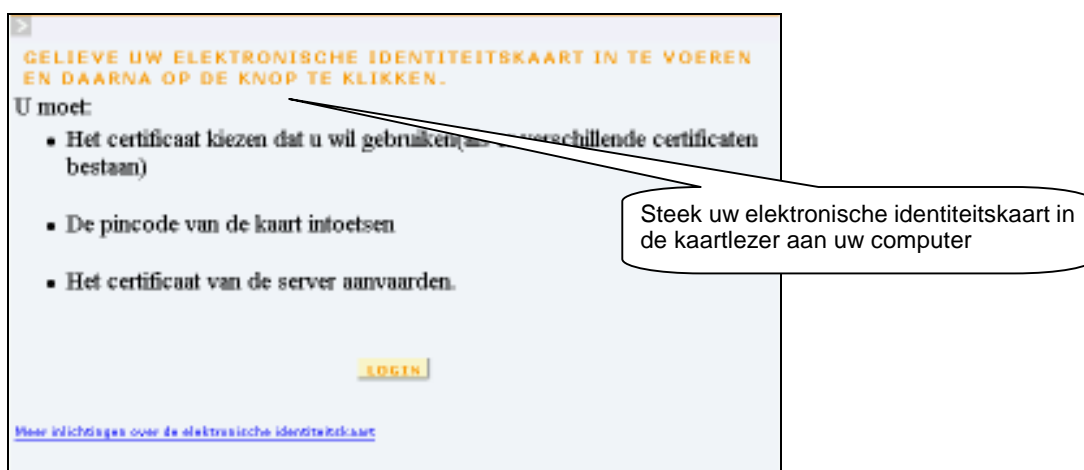 GELIEVE UW ELEKTRONISCHE IDENTITEITSKAART IN TE VOEREN
EN DAARNA OP DE KNOP TE KLIKKEN.
U moet:
• Het certificaat kiezen dat u wil gebruiken(als er verschillende certificaten
bestaan)
• De pincode van de kaart intoetsen
• Het certificaat van de server aanvaarden.
LOGIN
Meer inlichtingen over de elektronische identiteitskaart
Steek uw elektronische identiteitskaart in
de kaartlezer aan uw computer